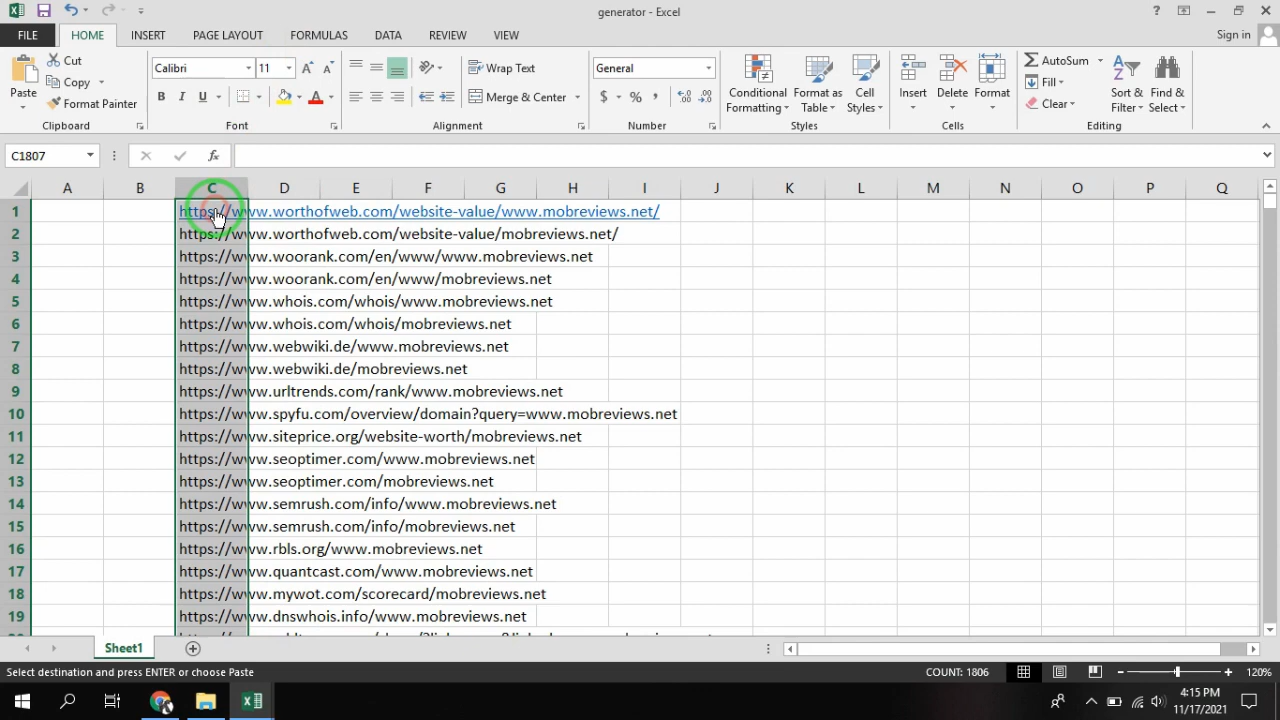 generator - Excel
FILE HOME INSERT PAGE LAYOUT FORMULAS DATA REVIEW VIEW Sign in
Paste Cut Copy Format Painter Clipboard
Calibri 11 B I U A Font
Wrap Text Merge & Center Alignment
General $ % , Number
Conditional Formatting Format as Table Cell Styles Styles
Insert Delete Format Cells
AutoSum Fill Clear Sort & Filter Find & Select Editing
C1807 fx
A B C D E F G H I J K L M N O P Q
1 https://www.worthofweb.com/website-value/www.mobreviews.net/
2 https://www.worthofweb.com/website-value/mobreviews.net/
3 https://www.woorank.com/en/www/www.mobreviews.net
4 https://www.woorank.com/en/www/mobreviews.net
5 https://www.whois.com/whois/www.mobreviews.net
6 https://www.whois.com/whois/mobreviews.net
7 https://www.webwiki.de/www.mobreviews.net
8 https://www.webwiki.de/mobreviews.net
9 https://www.urltrends.com/rank/www.mobreviews.net
10 https://www.spyfu.com/overview/domain?query=www.mobreviews.net
11 https://www.siteprice.org/website-worth/mobreviews.net
12 https://www.seoptimer.com/www.mobreviews.net
13 https://www.seoptimer.com/mobreviews.net
14 https://www.semrush.com/info/www.mobreviews.net
15 https://www.semrush.com/info/mobreviews.net
16 https://www.rbls.org/www.mobreviews.net
17 https://www.quantcast.com/www.mobreviews.net
18 https://www.mywot.com/scorecard/mobreviews.net
19 https://www.dnswhois.info/www.mobreviews.net
Sheet1
Select destination and press ENTER or choose Paste COUNT: 1806 120%
4:15 PM
11/17/2021